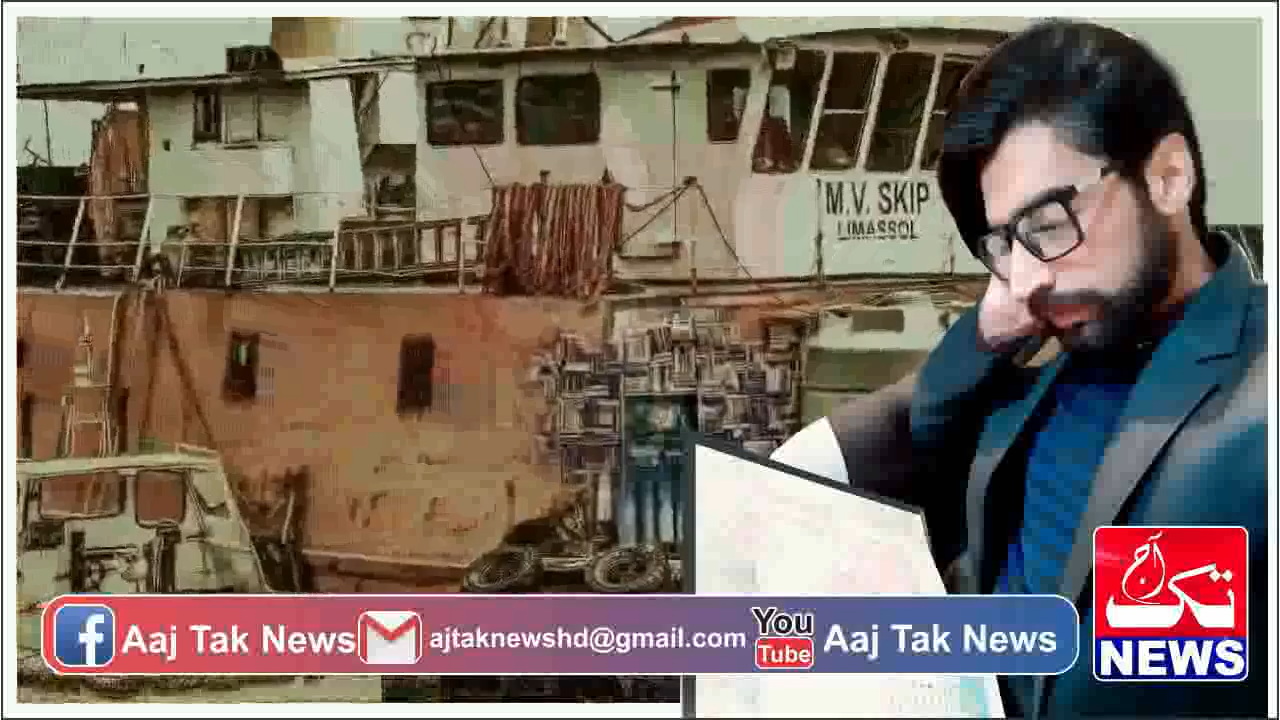 M.V. SKIP
LIMASSOL
Aaj Tak News
ajtaknewshd@gmail.com
You
Tube
Aaj Tak News
آج
تک
NEWS